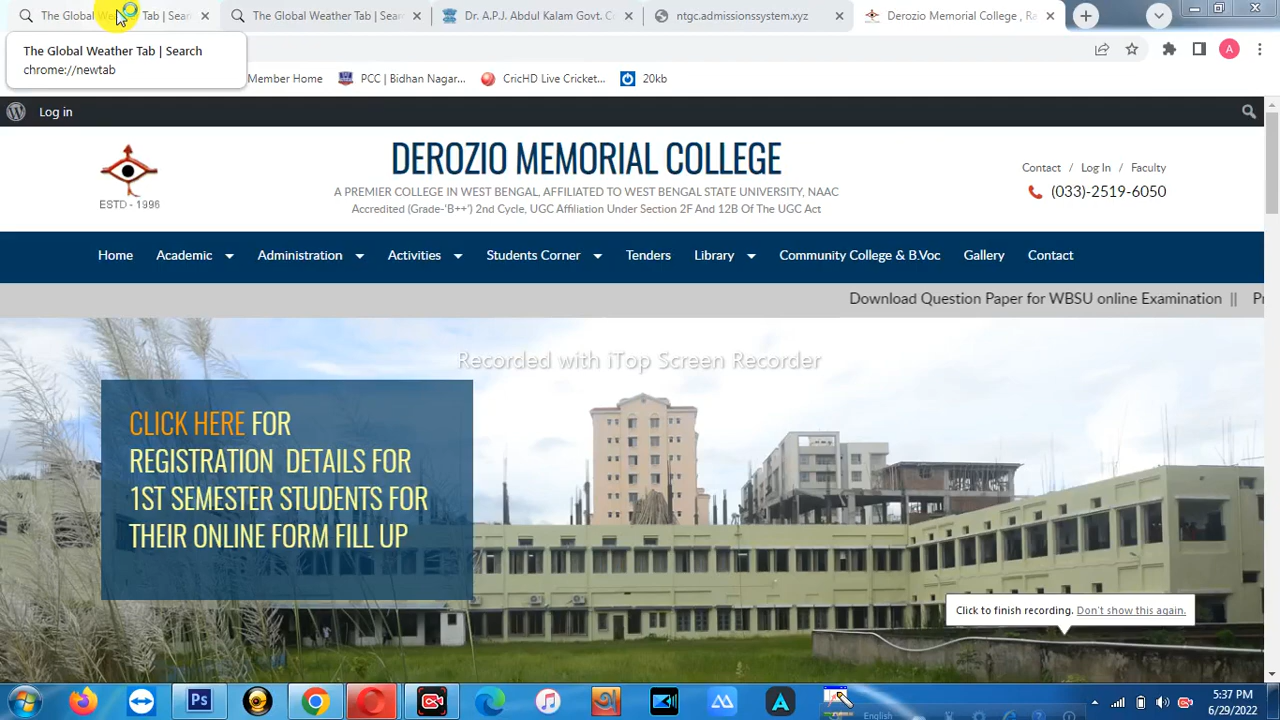 The Global Weather Tab | Sear
The Global Weather Tab | Sear
Dr. A.P.J. Abdul Kalam Govt. C
ntgc.admissionssystem.xyz
Derozio Memorial College , Ra
The Global Weather Tab | Search
chrome://newtab
A
Member Home
PCC | Bidhan Nagar...
CricHD Live Cricket...
20kb
Log in
DEROZIO MEMORIAL COLLEGE
A PREMIER COLLEGE IN WEST BENGAL, AFFILIATED TO WEST BENGAL STATE UNIVERSITY, NAAC
Accredited (Grade-'B++') 2nd Cycle, UGC Affiliation Under Section 2F And 12B Of The UGC Act
ESTD - 1996
Contact / Log In / Faculty
(033)-2519-6050
Home Academic Administration Activities Students Corner Tenders Library Community College & B.Voc Gallery Contact
Download Question Paper for WBSU online Examination || Pr
Recorded with iTop Screen Recorder
CLICK HERE FOR
REGISTRATION DETAILS FOR
1ST SEMESTER STUDENTS FOR
THEIR ONLINE FORM FILL UP
Click to finish recording. Don't show this again.
Ps
A
English
5:37 PM
6/29/2022